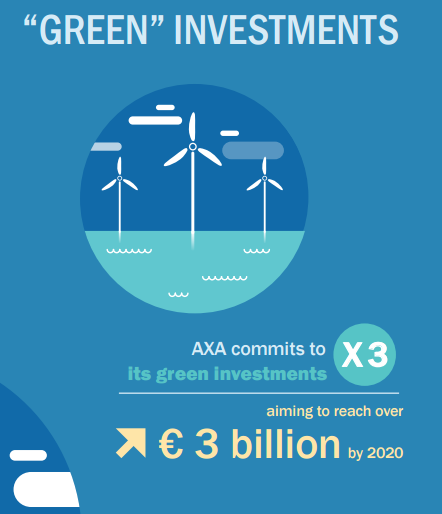 “GREEN” INVESTMENTS
AXA commits to
its green investments
X3
aiming to reach over
€ 3 billion by 2020